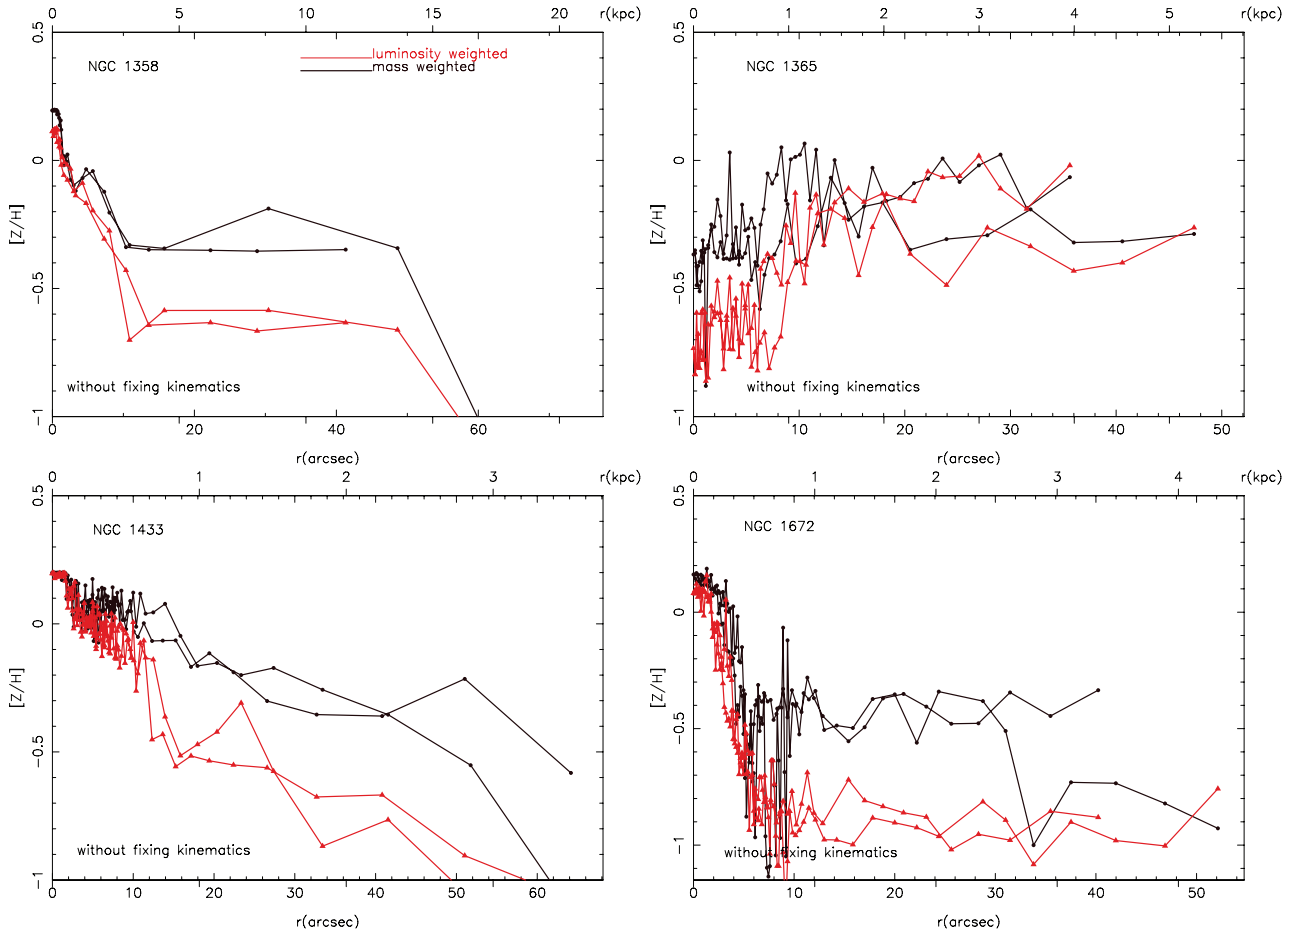 0 5 10 15 20 r(kpc)
0.5 0 −0.5 −1
[Z/H]
NGC 1358
luminosity weighted
mass weighted
without fixing kinematics
0 20 40 60
r(arcsec)
0 1 2 3 4 5 r(kpc)
0.5 0 −0.5 −1
[Z/H]
NGC 1365
without fixing kinematics
0 10 20 30 40 50
r(arcsec)
0 1 2 3 r(kpc)
0.5 0 −0.5 −1
[Z/H]
NGC 1433
without fixing kinematics
0 10 20 30 40 50 60
r(arcsec)
0 1 2 3 4 r(kpc)
0.5 0 −0.5 −1
[Z/H]
NGC 1672
without fixing kinematics
0 10 20 30 40 50
r(arcsec)